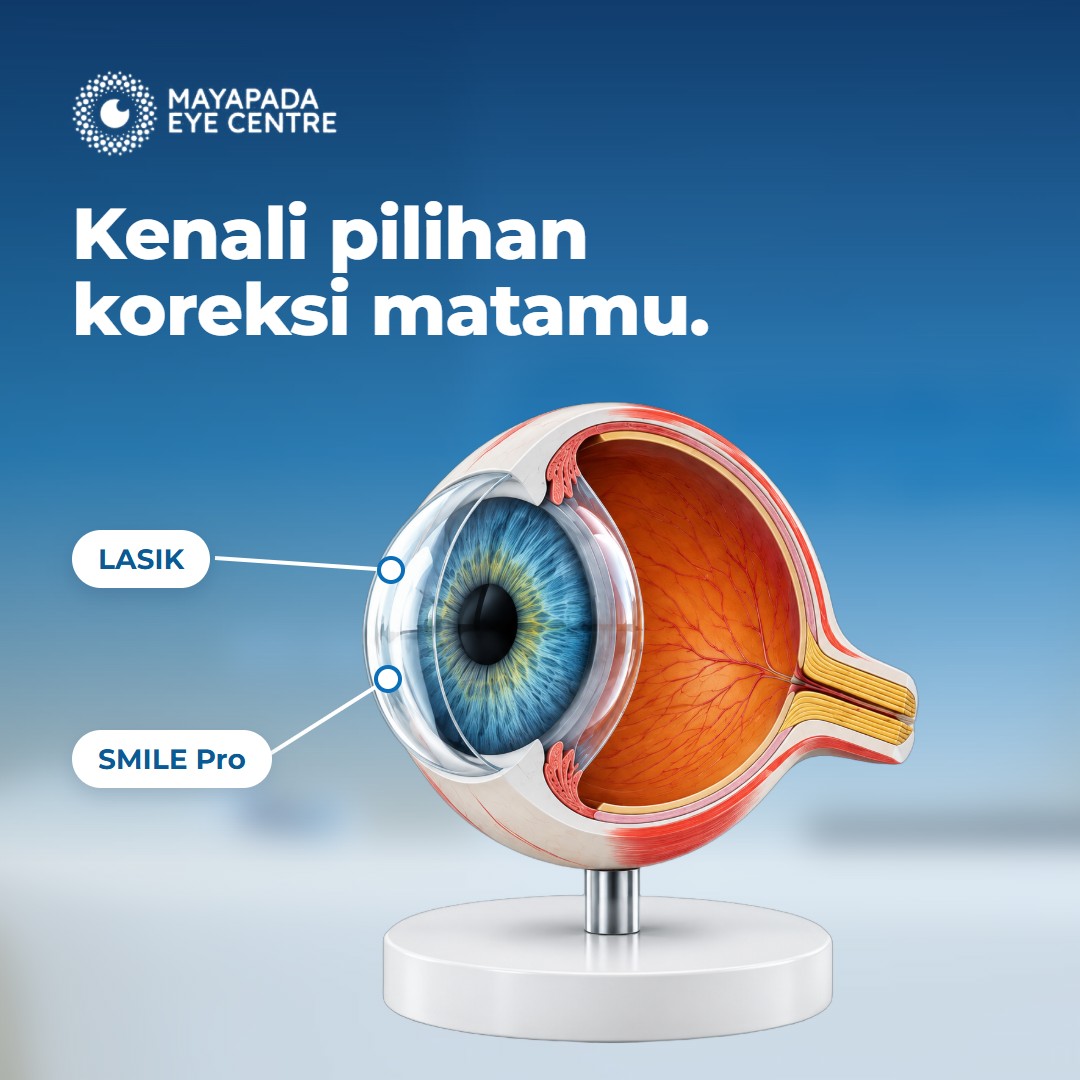 MAYAPADA
EYE CENTRE
Kenali pilihan
koreksi matamu.
LASIK
SMILE Pro